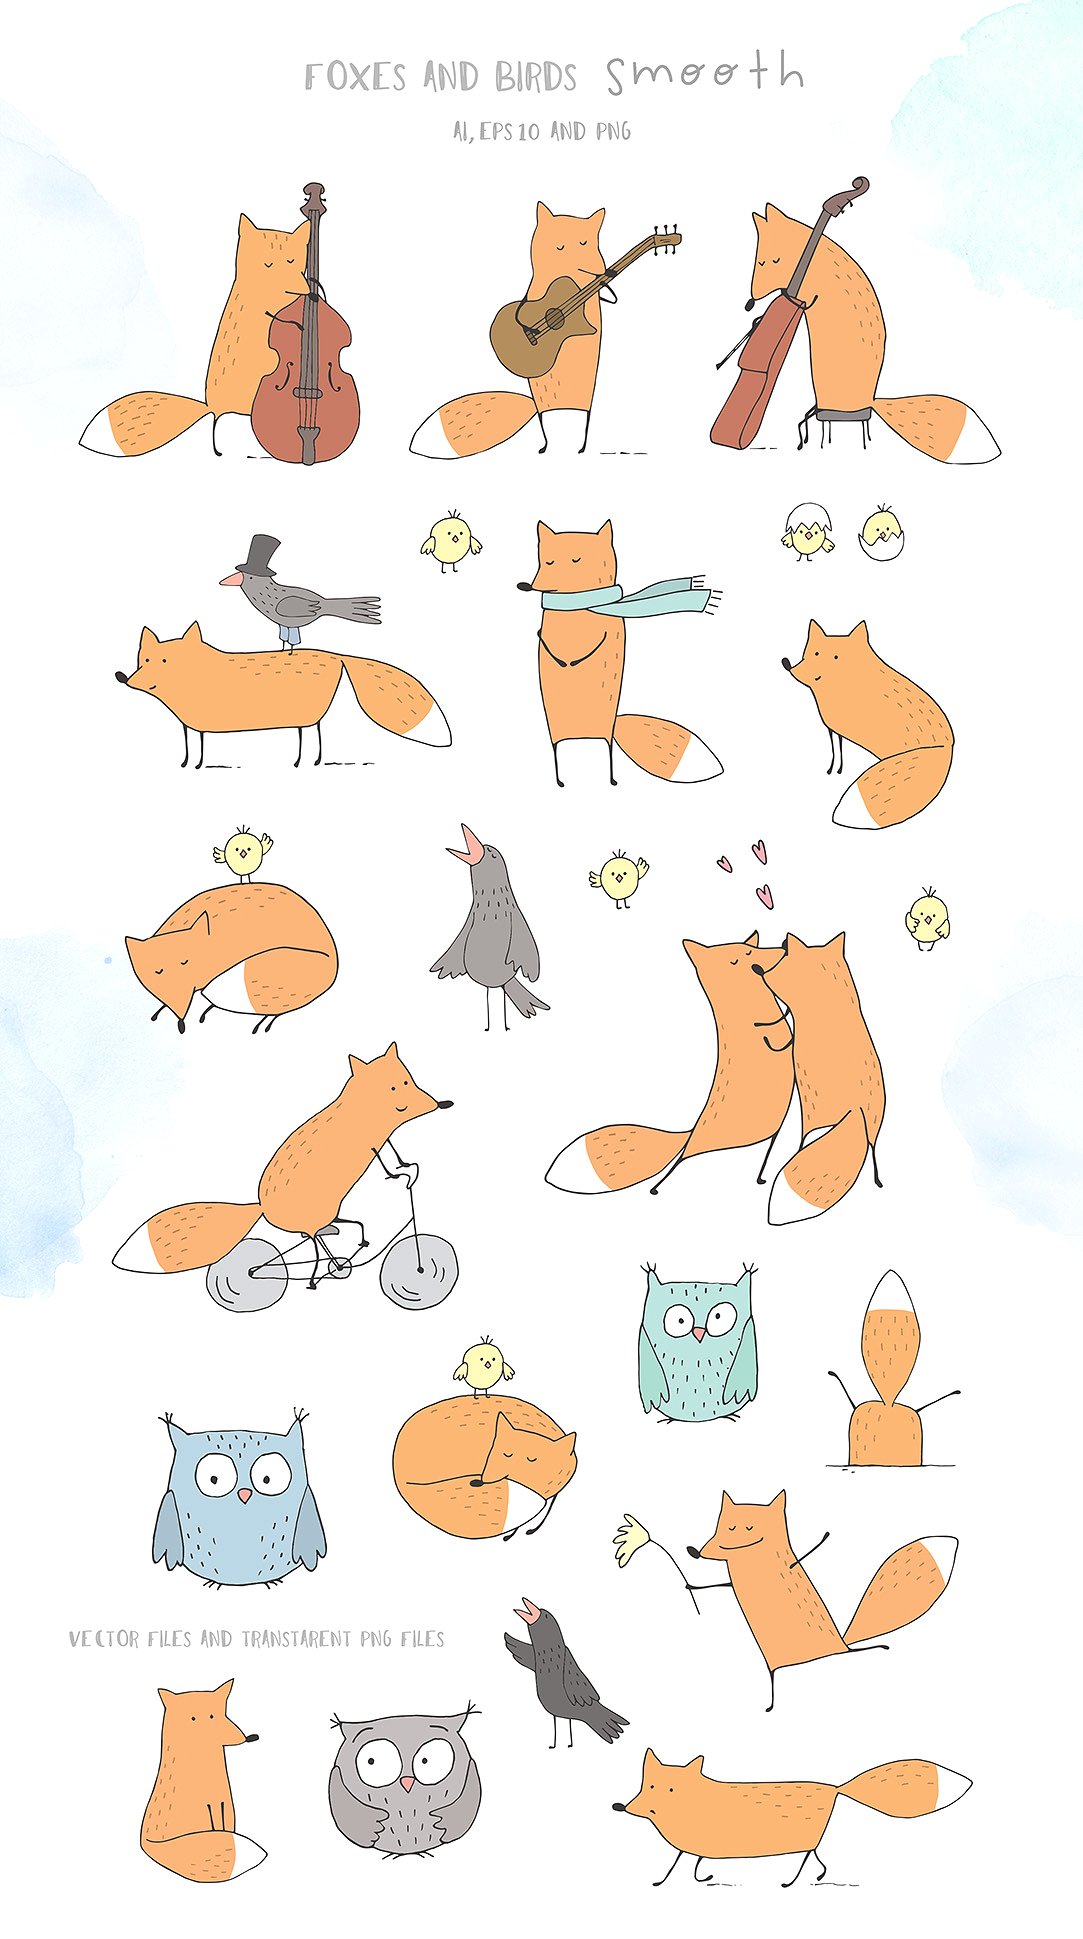 FOXES AND BIRDS smooth
AI, EPS 10 AND PNG
VECTOR FILES AND TRANSTARENT PNG FILES